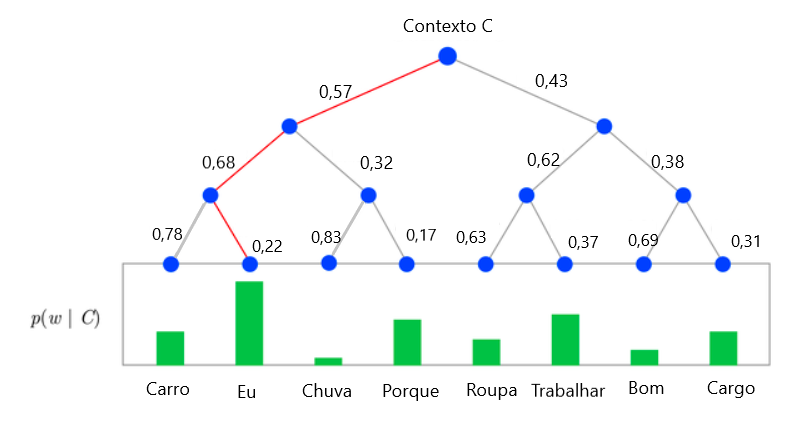 Contexto C
0,57
0,43
0,68
0,32
0,62
0,38
0,78
0,22
0,83
0,17
0,63
0,37
0,69
0,31
p(w | C)
Carro
Eu
Chuva
Porque
Roupa
Trabalhar
Bom
Cargo